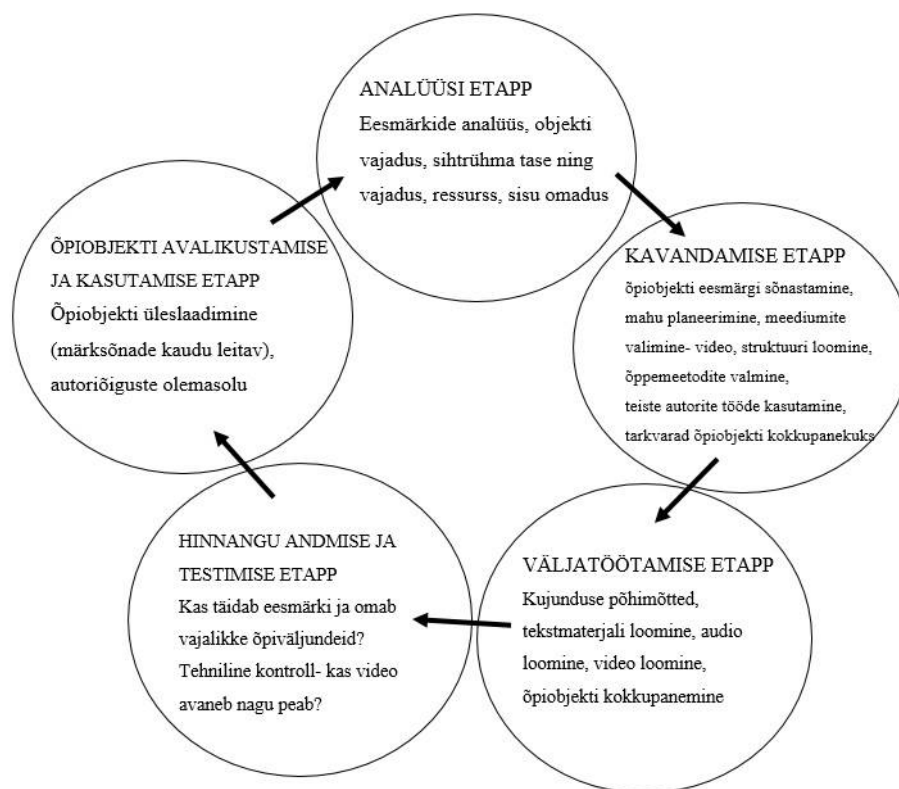 ANALÜÜSI ETAPP
Eesmärkide analüüs, objekti
vajadus, sihtrühma tase ning
vajadus, ressurss, sisu omadus
KAVANDAMISE ETAPP
õpiobjekti eesmärgi sõnastamine,
mahu planeerimine, meediumite
valimine- video, struktuuri loomine,
õppemeetodite valmine,
teiste autorite tööde kasutamine,
tarkvarad õpiobjekti kokkupanekuks
VÄLJATÖÖTAMISE ETAPP
Kujunduse põhimõtted,
tekstmaterjali loomine, audio
loomine, video loomine,
õpiobjekti kokkupanemine
HINNANGU ANDMISE JA
TESTIMISE ETAPP
Kas täidab eesmärki ja omab
vajalikke õpiväljundeid?
Tehniline kontroll- kas video
avaneb nagu peab?
ÕPIOBJEKTI AVALIKUSTAMISE
JA KASUTAMISE ETAPP
Õpiobjekti üleslaadimine
(märksõnade kaudu leitav),
autoriõiguste olemasolu